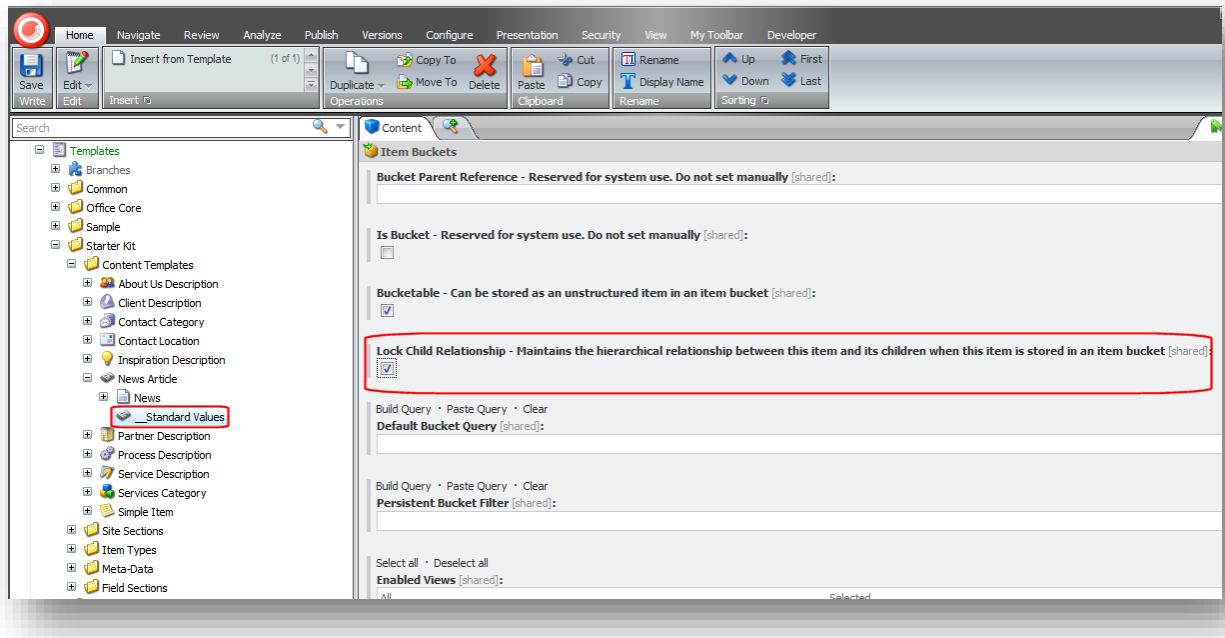 Home Navigate Review Analyze Publish Versions Configure Presentation Security View My Toolbar Developer
Insert from Template (1 of 1)
Save
Write
Edit
Edit
Insert
Duplicate
Copy To
Move To
Delete
Operations
Paste
Cut
Copy
Clipboard
Rename
Display Name
Rename
Up
Down
First
Last
Sorting
Search
Templates
Branches
Common
Office Core
Sample
Starter Kit
Content Templates
About Us Description
Client Description
Contact Category
Contact Location
Inspiration Description
News Article
News
__Standard Values
Partner Description
Process Description
Service Description
Services Category
Simple Item
Site Sections
Item Types
Meta-Data
Field Sections
Content
Item Buckets
Bucket Parent Reference - Reserved for system use. Do not set manually [shared]:
Is Bucket - Reserved for system use. Do not set manually [shared]:
Bucketable - Can be stored as an unstructured item in an item bucket [shared]:
Lock Child Relationship - Maintains the hierarchical relationship between this item and its children when this item is stored in an item bucket [shared]:
Build Query · Paste Query · Clear
Default Bucket Query [shared]:
Build Query · Paste Query · Clear
Persistent Bucket Filter [shared]:
Select all · Deselect all
Enabled Views [shared]:
All Selected